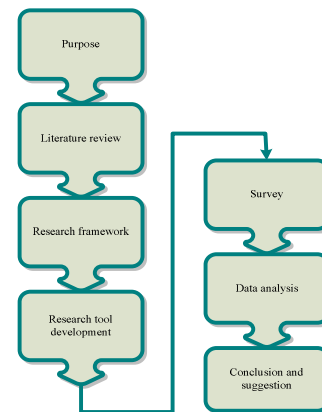 Purpose
Literature review
Research framework
Research tool
development
Survey
Data analysis
Conclusion and
suggestion